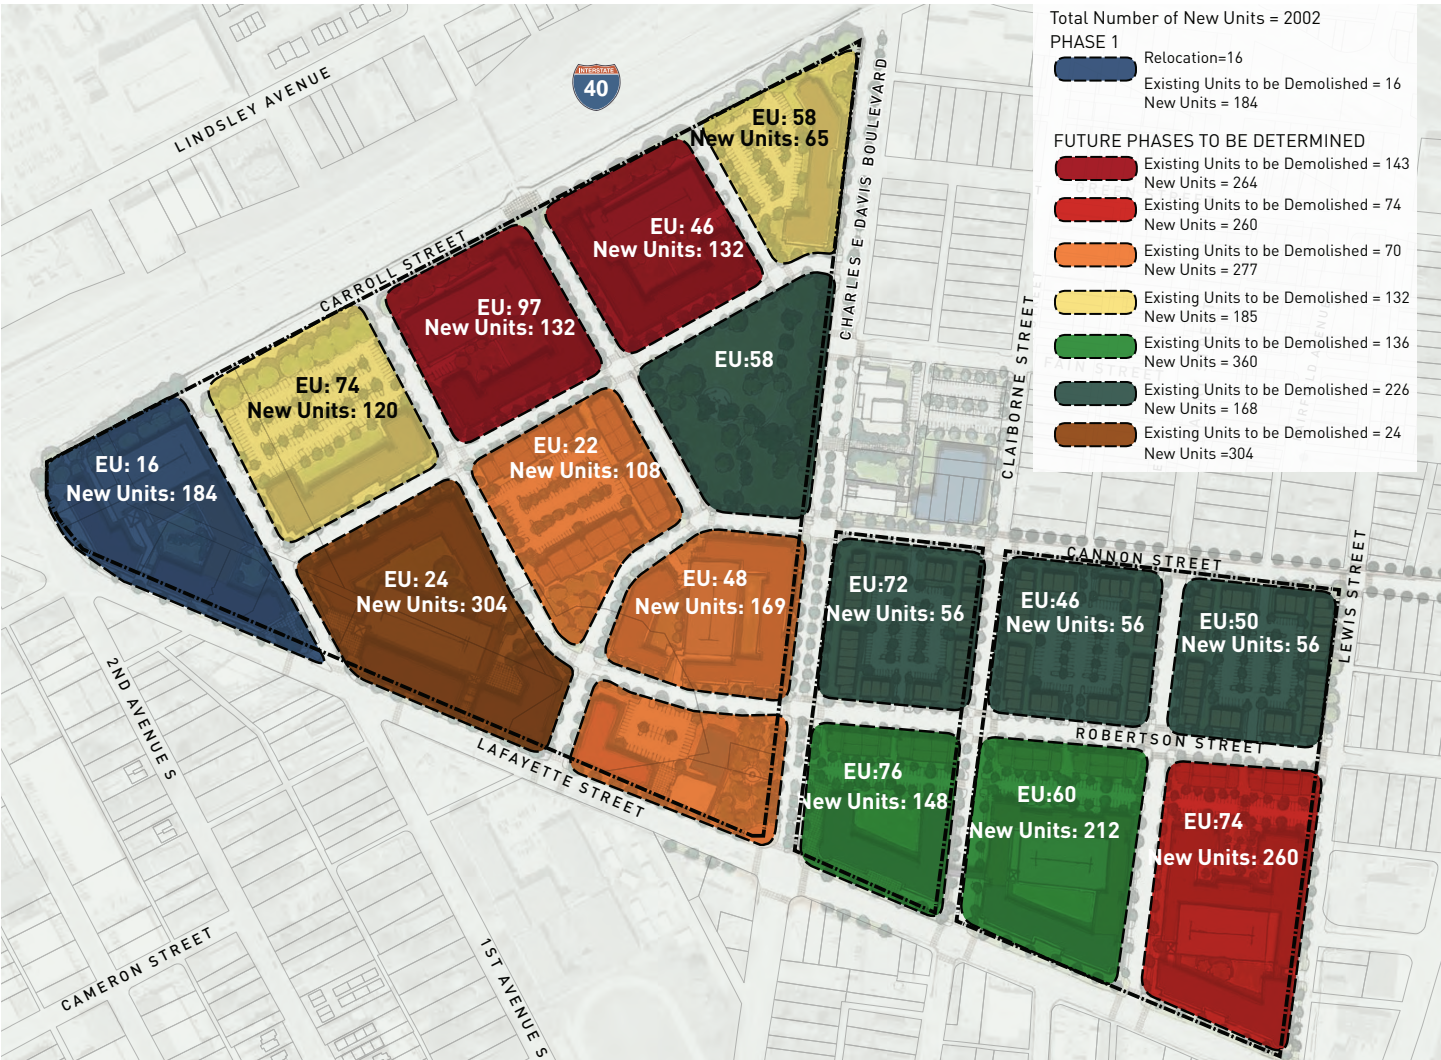 Total Number of New Units = 2002
PHASE 1
Relocation=16
Existing Units to be Demolished = 16
New Units = 184
FUTURE PHASES TO BE DETERMINED
Existing Units to be Demolished = 143
New Units = 264
Existing Units to be Demolished = 74
New Units = 260
Existing Units to be Demolished = 70
New Units = 277
Existing Units to be Demolished = 132
New Units = 185
Existing Units to be Demolished = 136
New Units = 360
Existing Units to be Demolished = 226
New Units = 168
Existing Units to be Demolished = 24
New Units =304
LINDSLEY AVENUE
INTERSTATE
40
CHARLES E DAVIS BOULEVARD
CARROLL STREET
CLAIBORNE STREET
EU: 58
New Units: 65
EU: 46
New Units: 132
EU: 97
New Units: 132
EU:58
EU: 74
New Units: 120
EU: 22
New Units: 108
EU: 16
New Units: 184
EU: 24
New Units: 304
EU: 48
New Units: 169
CANNON STREET
LEWIS STREET
EU:72
New Units: 56
EU:46
New Units: 56
EU:50
New Units: 56
ROBERTSON STREET
EU:76
New Units: 148
EU:60
New Units: 212
EU:74
New Units: 260
2ND AVENUE S
LAFAYETTE STREET
CAMERON STREET
1ST AVENUE S